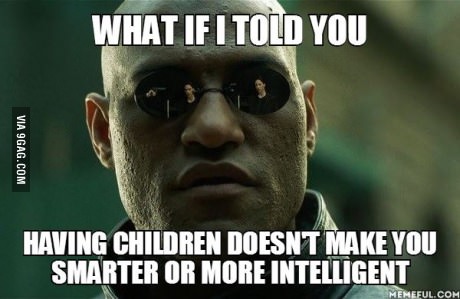 WHAT IF I TOLD YOU
VIA 9GAG.COM
HAVING CHILDREN DOESN'T MAKE YOU
SMARTER OR MORE INTELLIGENT
MEMEFUL.COM